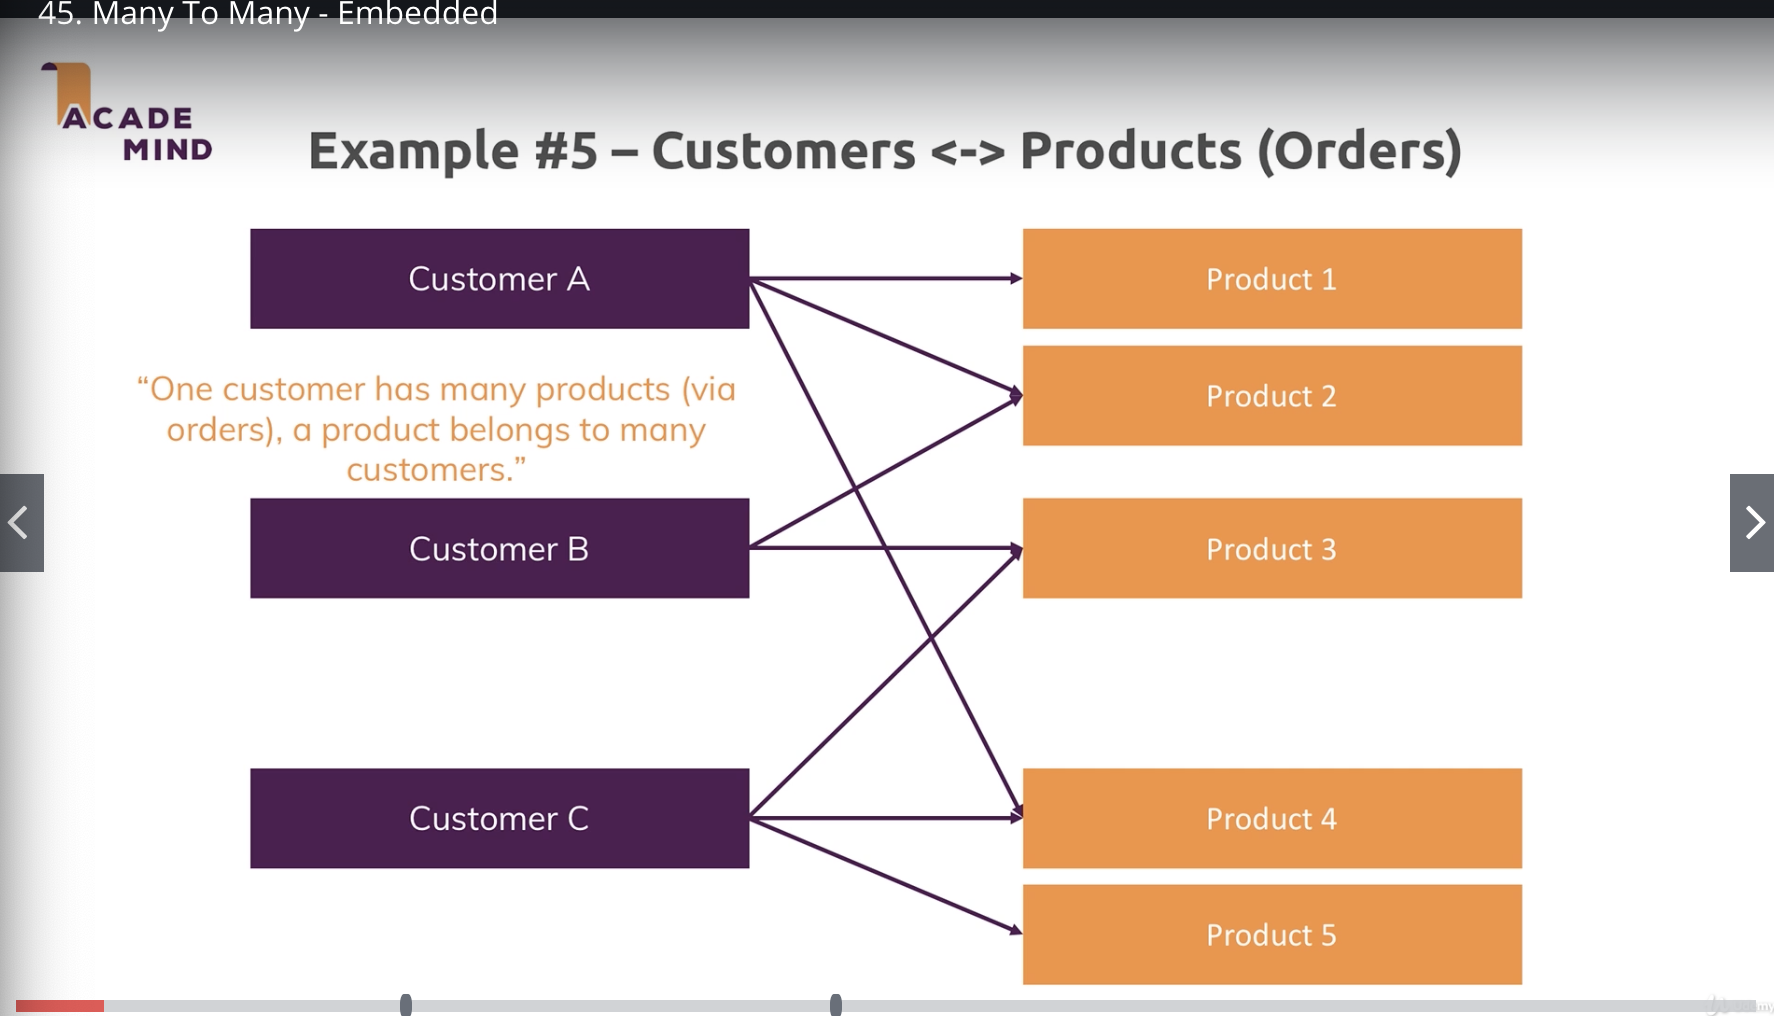 45. Many To Many - Embedded
ACADE
MIND
Example #5 – Customers <-> Products (Orders)
Customer A
Product 1
Product 2
“One customer has many products (via
orders), a product belongs to many
customers.”
Customer B
Product 3
Customer C
Product 4
Product 5